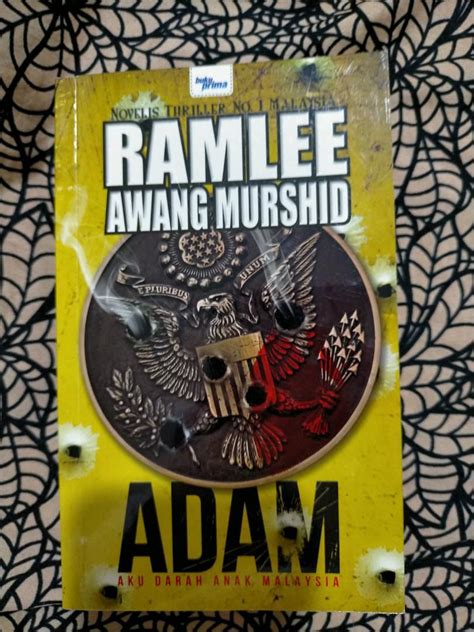 buku
prima
NOVELIS THRILLER NO. 1 MALAYSIA
RAMLEE
AWANG MURSHID
E PLURIBUS UNUM
ADAM
AKU DARAH ANAK MALAYSIA